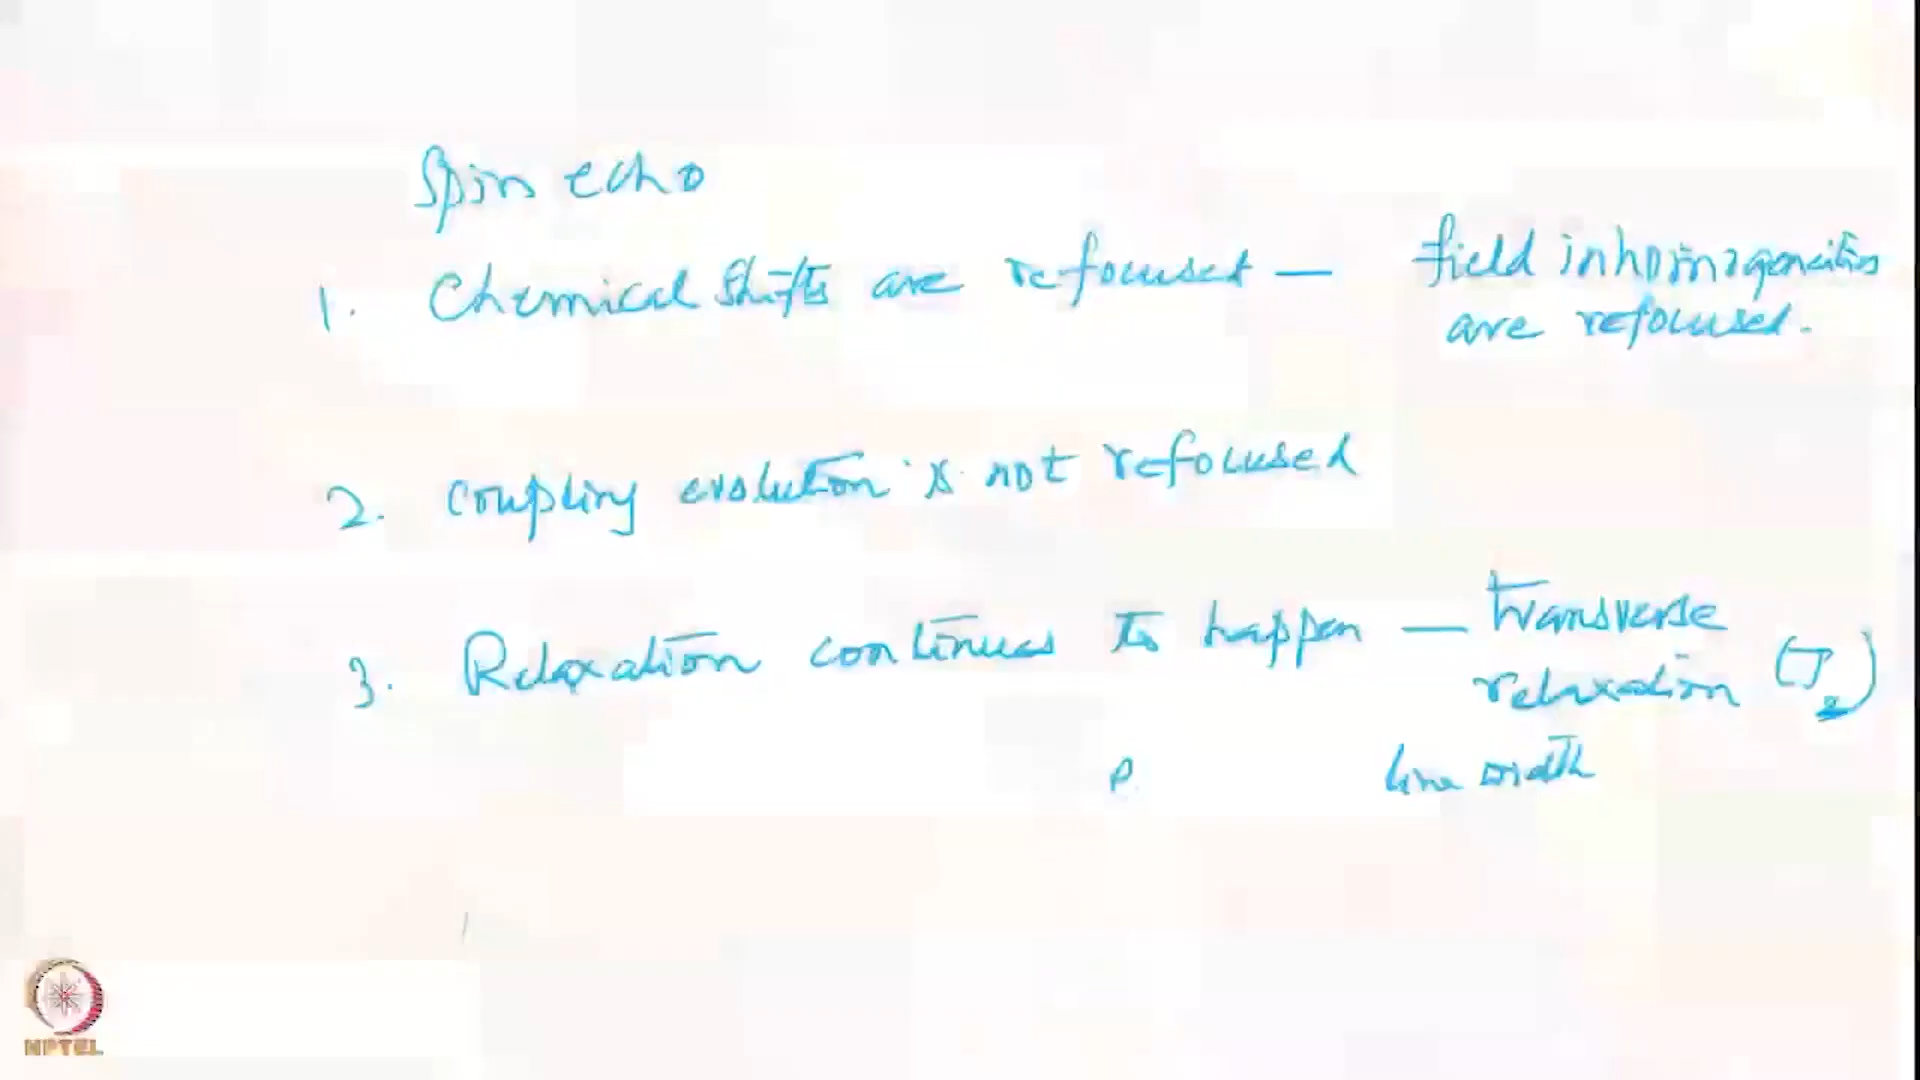 Spin echo
1. Chemical Shifts are refocused — field inhomogeneities
are refocused.
2. Coupling evolution is not refocused
3. Relaxation continues to happen — transverse
relaxation (T2)
line width
NPTEL